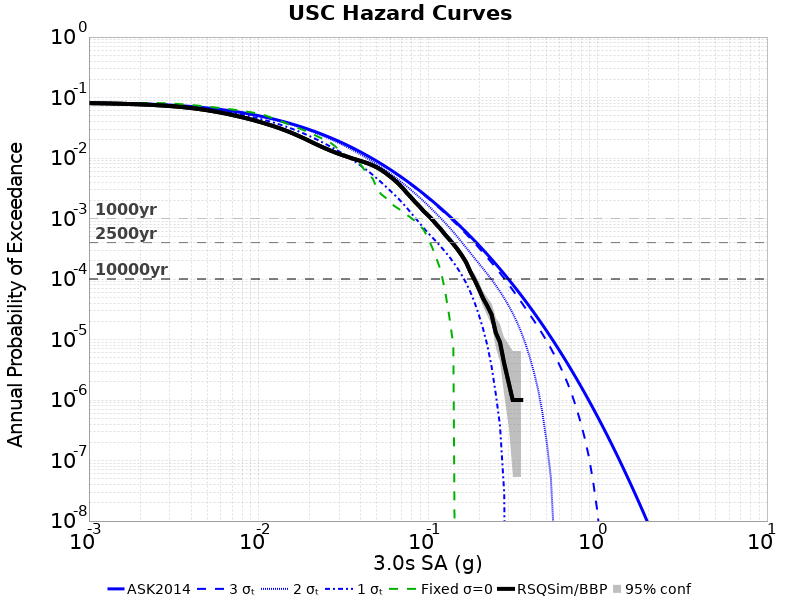 USC Hazard Curves
Annual Probability of Exceedance
10^0
10^-1
10^-2
10^-3
10^-4
10^-5
10^-6
10^-7
10^-8
1000yr
2500yr
10000yr
10^-3 10^-2 10^-1 10^0 10^1
3.0s SA (g)
ASK2014 3 σₜ 2 σₜ 1 σₜ Fixed σ=0 RSQSim/BBP 95% conf